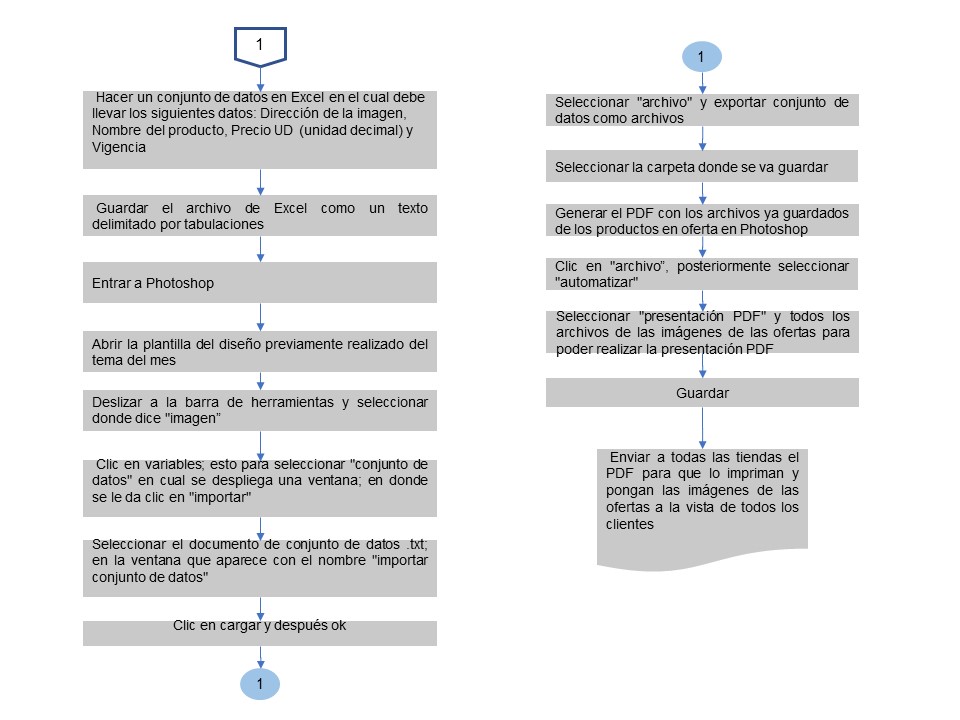 1
Hacer un conjunto de datos en Excel en el cual debe
llevar los siguientes datos: Dirección de la imagen,
Nombre del producto, Precio UD (unidad decimal) y
Vigencia
Guardar el archivo de Excel como un texto
delimitado por tabulaciones
Entrar a Photoshop
Abrir la plantilla del diseño previamente realizado del
tema del mes
Deslizar a la barra de herramientas y seleccionar
donde dice "imagen”
Clic en variables; esto para seleccionar "conjunto de
datos" en cual se despliega una ventana; en donde
se le da clic en "importar"
Seleccionar el documento de conjunto de datos .txt;
en la ventana que aparece con el nombre "importar
conjunto de datos"
Clic en cargar y después ok
1
1
Seleccionar "archivo" y exportar conjunto de
datos como archivos
Seleccionar la carpeta donde se va guardar
Generar el PDF con los archivos ya guardados
de los productos en oferta en Photoshop
Clic en "archivo”, posteriormente seleccionar
"automatizar"
Seleccionar "presentación PDF" y todos los
archivos de las imágenes de las ofertas para
poder realizar la presentación PDF
Guardar
Enviar a todas las tiendas el
PDF para que lo impriman y
pongan las imágenes de las
ofertas a la vista de todos los
clientes